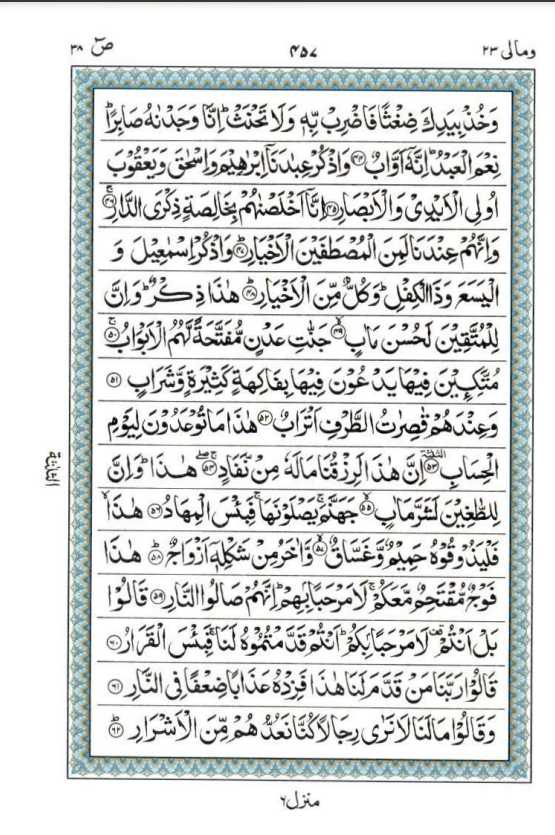 ومالی ۲۳ ۴۵۷ صٓ ۳۸
وَخُذْ بِيَدِكَ ضِغْثًا فَاضْرِبْ بِّهٖ وَلَا تَحْنَثْ ؕ اِنَّا وَجَدْنٰهُ صَابِرًا ؕ
نِعْمَ الْعَبْدُ ؕ اِنَّهٗۤ اَوَّابٌ ﴿۴۴﴾ وَاذْكُرْ عِبٰدَنَاۤ اِبْرٰهِيْمَ وَاِسْحٰقَ وَيَعْقُوْبَ
اُولِى الْاَيْدِىْ وَالْاَبْصَارِ ﴿۴۵﴾ اِنَّاۤ اَخْلَصْنٰهُمْ بِخَالِصَةٍ ذِكْرَى الدَّارِ ﴿۴۶﴾ۚ
وَاِنَّهُمْ عِنْدَنَا لَمِنَ الْمُصْطَفَيْنَ الْاَخْيَارِ ﴿۴۷﴾ؕ وَاذْكُرْ اِسْمٰعِيْلَ وَ
الْيَسَعَ وَذَا الْكِفْلِ ؕ وَكُلٌّ مِّنَ الْاَخْيَارِ ﴿۴۸﴾ؕ هٰذَا ذِكْرٌ ؕ وَاِنَّ
لِلْمُتَّقِيْنَ لَحُسْنَ مَاٰبٍ ﴿۴۹﴾ۙ جَنّٰتِ عَدْنٍ مُّفَتَّحَةً لَّهُمُ الْاَبْوَابُ ﴿۵۰﴾ۚ
مُتَّكِـِٕيْنَ فِيْهَا يَدْعُوْنَ فِيْهَا بِفَاكِهَةٍ كَثِيْرَةٍ وَّشَرَابٍ ﴿۵۱﴾
وَعِنْدَهُمْ قٰصِرٰتُ الطَّرْفِ اَتْرَابٌ ﴿۵۲﴾ هٰذَا مَا تُوْعَدُوْنَ لِيَوْمِ
الْحِسَابِ ﴿۵۳﴾ اِنَّ هٰذَا لَرِزْقُنَا مَا لَهٗ مِنْ نَّفَادٍ ﴿۵۴﴾ۚۖ هٰذَا ؕ وَاِنَّ
لِلطّٰغِيْنَ لَشَرَّ مَاٰبٍ ﴿۵۵﴾ۙ جَهَنَّمَ ۚ يَصْلَوْنَهَا ۚ فَبِئْسَ الْمِهَادُ ﴿۵۶﴾ هٰذَا ۙ
فَلْيَذُوْقُوْهُ حَمِيْمٌ وَّغَسَّاقٌ ﴿۵۷﴾ۙ وَّاٰخَرُ مِنْ شَكْلِهٖۤ اَزْوَاجٌ ﴿۵۸﴾ؕ هٰذَا
فَوْجٌ مُّقْتَحِمٌ مَّعَكُمْ ۚ لَا مَرْحَبًا بِهِمْ ؕ اِنَّهُمْ صَالُوا النَّارِ ﴿۵۹﴾ قَالُوْا
بَلْ اَنْتُمْ ۫ لَا مَرْحَبًا بِكُمْ ؕ اَنْتُمْ قَدَّمْتُمُوْهُ لَنَا ۚ فَبِئْسَ الْقَرَارُ ﴿۶۰﴾
قَالُوْا رَبَّنَا مَنْ قَدَّمَ لَنَا هٰذَا فَزِدْهُ عَذَابًا ضِعْفًا فِى النَّارِ ﴿۶۱﴾
وَقَالُوْا مَا لَنَا لَا نَرٰى رِجَالًا كُنَّا نَعُدُّهُمْ مِّنَ الْاَشْرَارِ ﴿۶۲﴾ؕ
الثلثة
منزل ۶